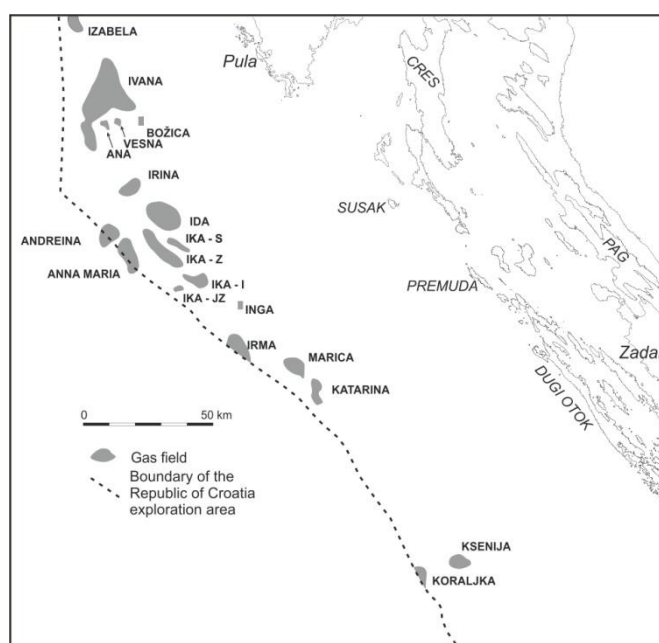 IZABELA
Pula
CRES
IVANA
BOŽICA
VESNA
ANA
IRINA
SUSAK
IDA
PAG
ANDREINA
IKA - S
IKA - Z
ANNA MARIA
IKA - I
PREMUDA
IKA - JZ
INGA
IRMA
Zada
MARICA
DUGI OTOK
KATARINA
0 50 km
Gas field
Boundary of the
Republic of Croatia
exploration area
KSENIJA
KORALJKA